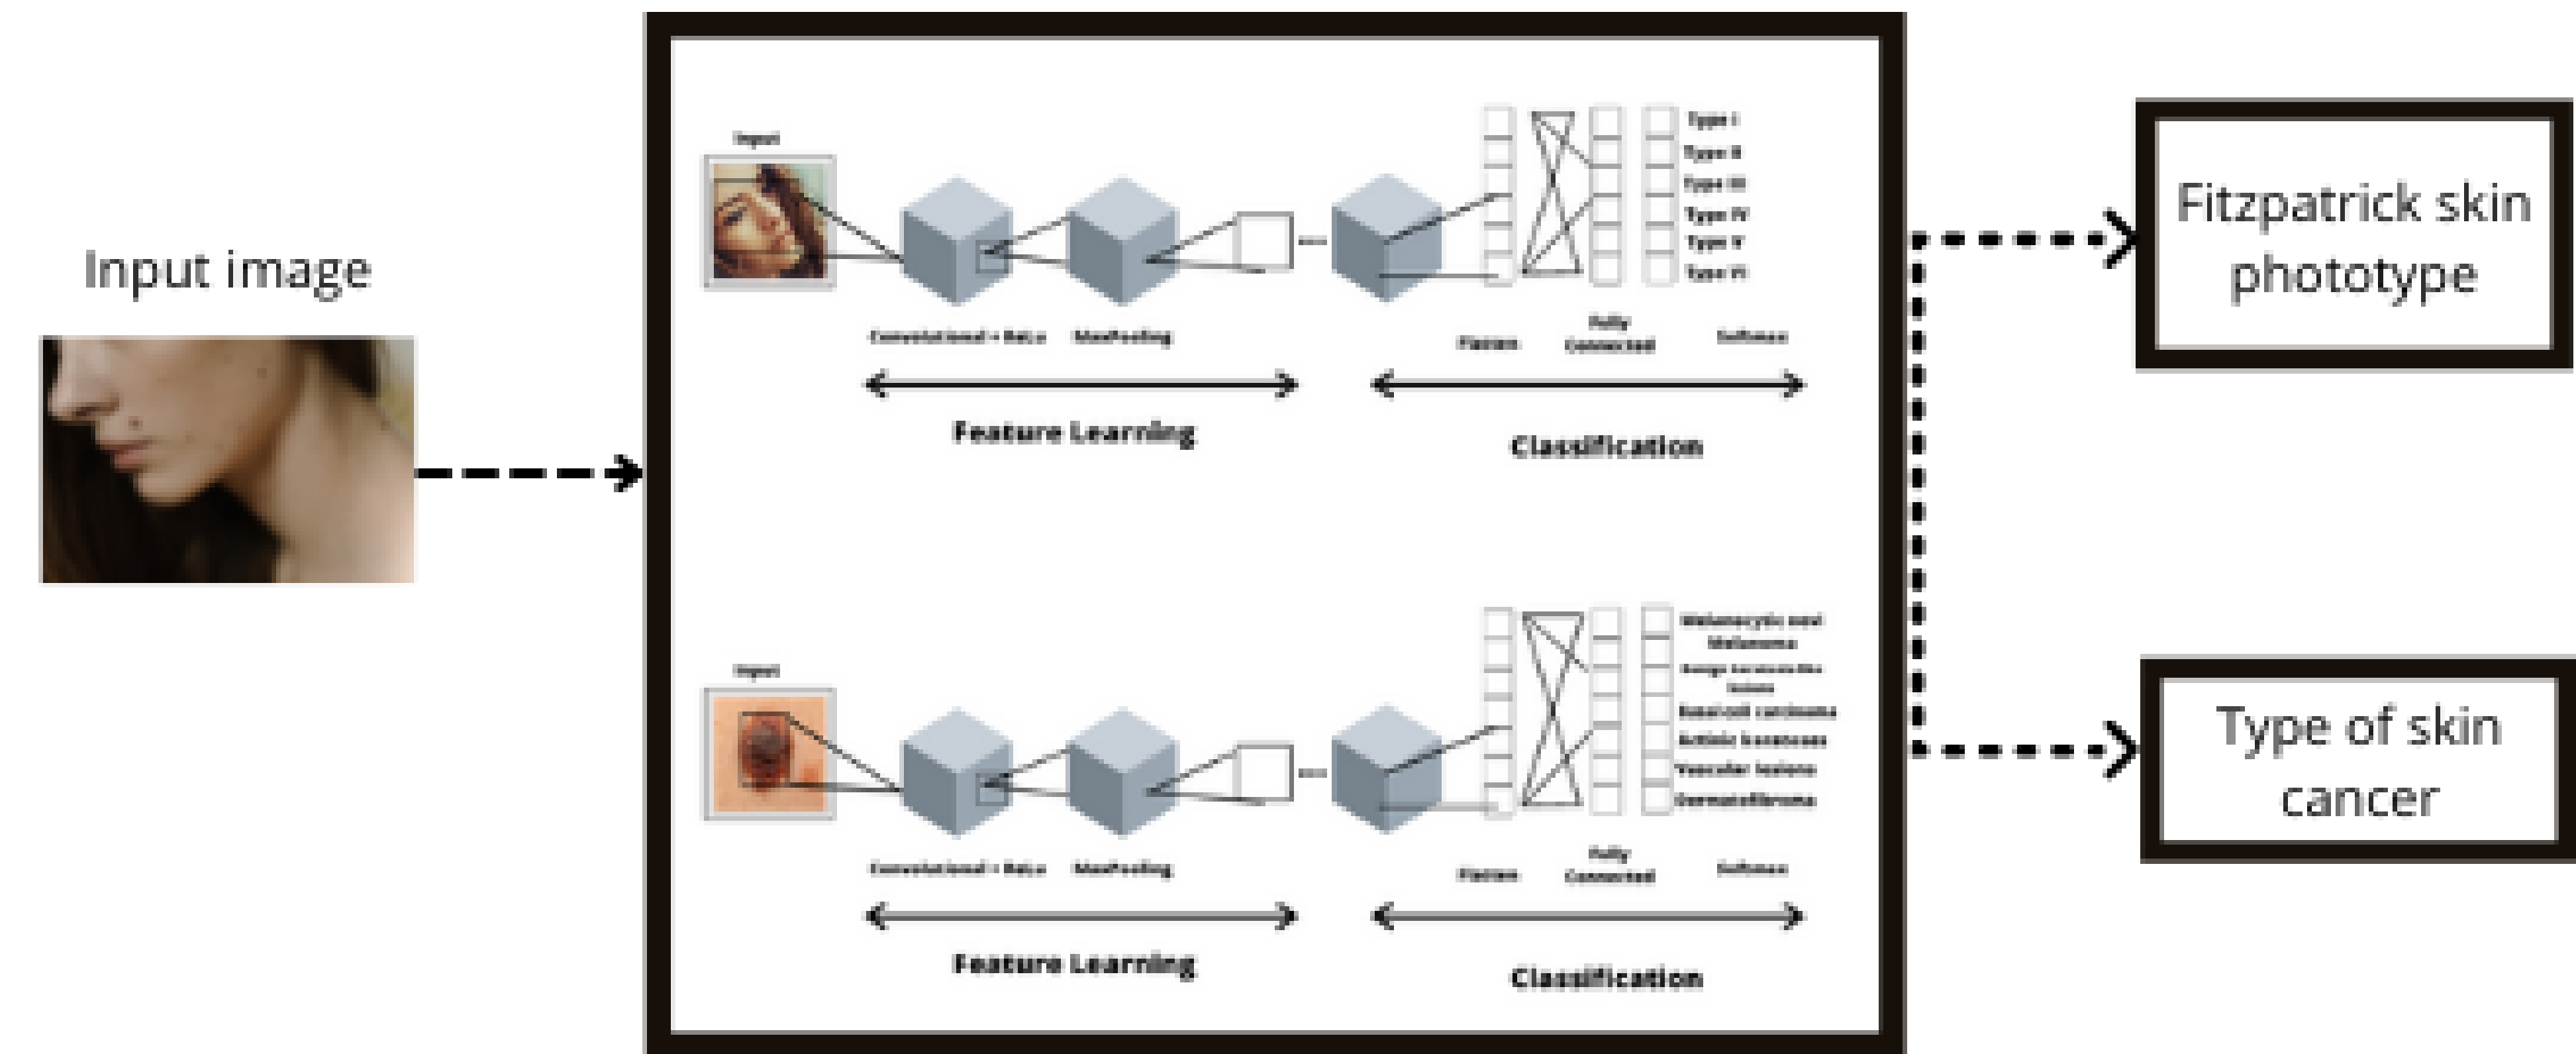 Input image
Input
Type I
Type II
Type III
Type IV
Type V
Type VI
Convolutional + ReLu
MaxPooling
Flatten
Fully
Connected
Softmax
Feature Learning
Classification
Input
Melanocytic nevi
Melanoma
Basal cell carcinoma
Actinic keratoses
Vascular lesions
Dermatofibroma
Convolutional + ReLu
MaxPooling
Flatten
Fully
Connected
Softmax
Feature Learning
Classification
Fitzpatrick skin
phototype
Type of skin
cancer